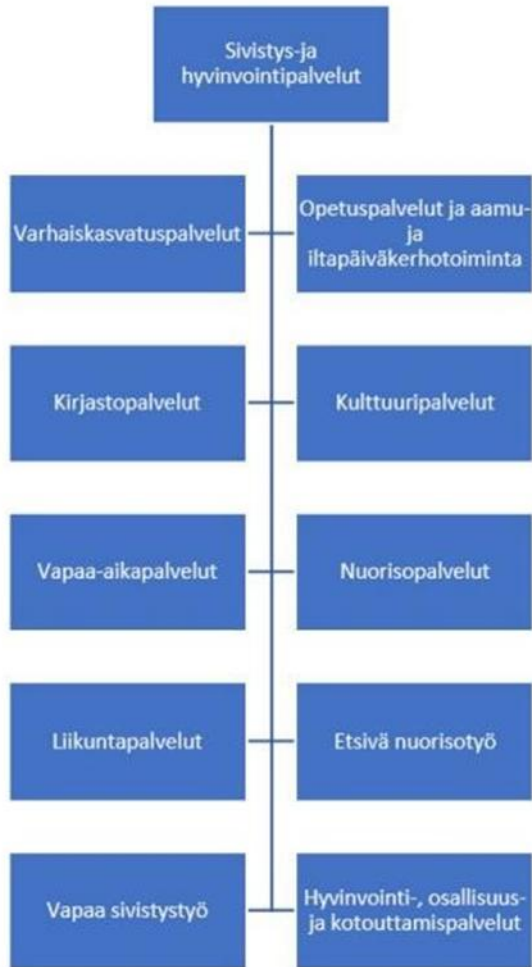 Sivistys-ja
hyvinvointipalvelut
Varhaiskasvatuspalvelut
Opetuspalvelut ja aamu-
ja
iltapäiväkerhotoiminta
Kirjastopalvelut
Kulttuuripalvelut
Vapaa-aikapalvelut
Nuorisopalvelut
Liikuntapalvelut
Etsivä nuorisotyö
Vapaa sivistystyö
Hyvinvointi-, osallisuus-
ja kotouttamispalvelut